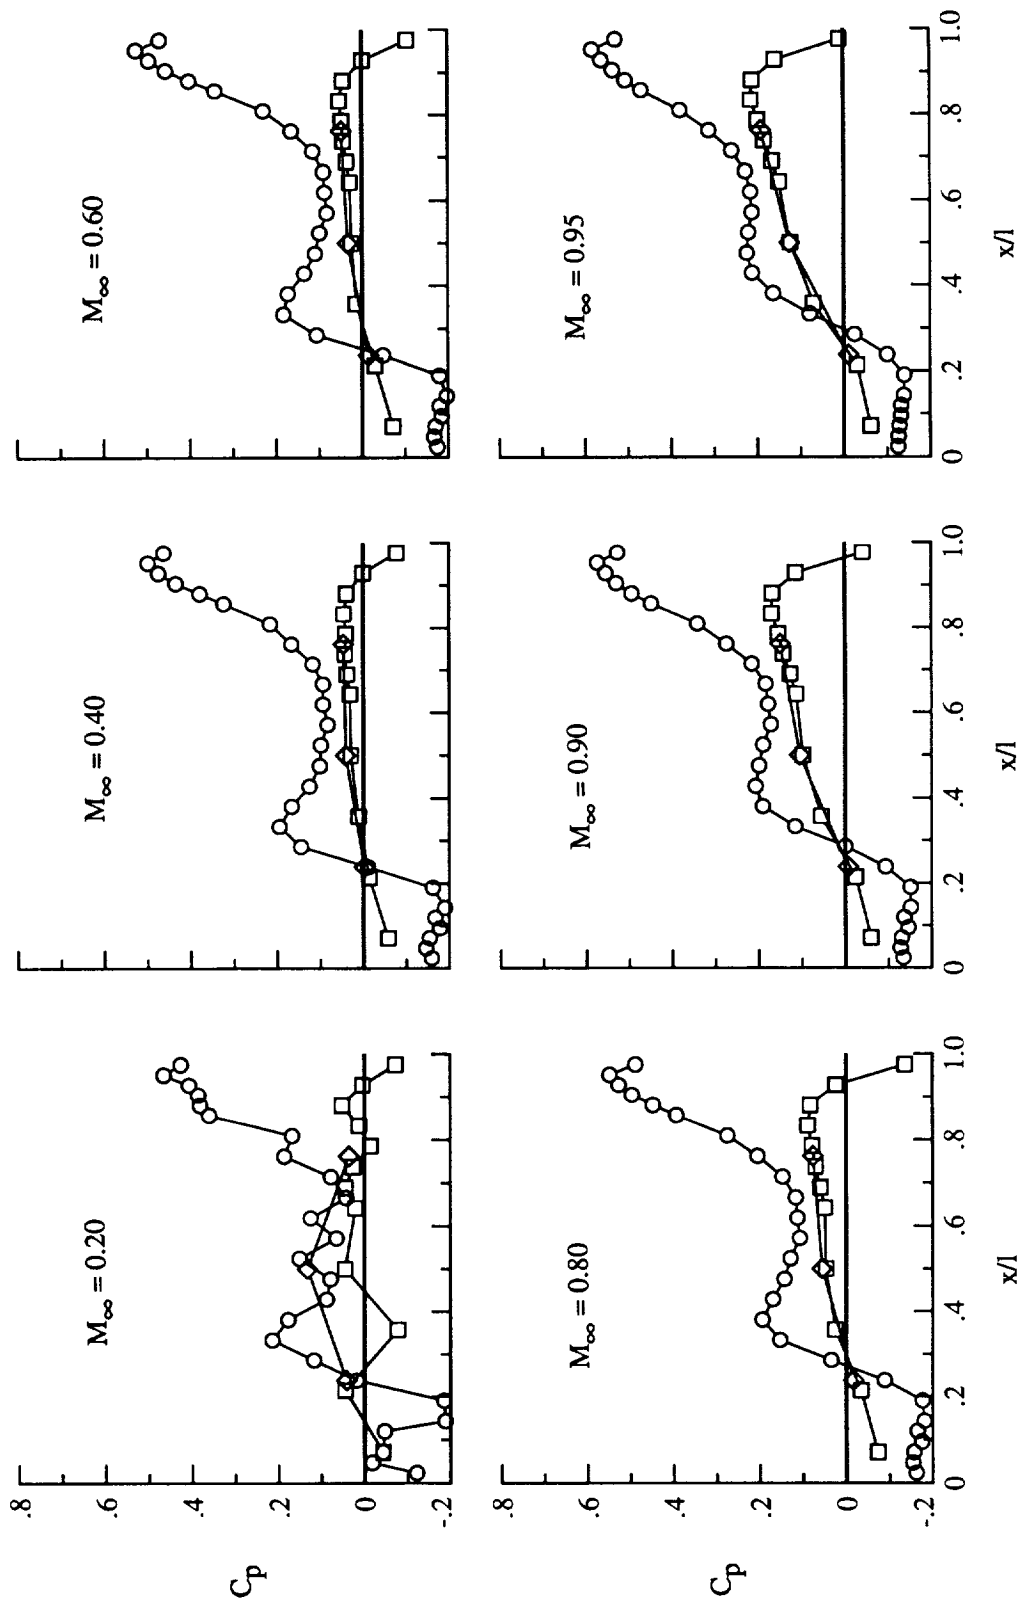 M∞ = 0.20
M∞ = 0.40
M∞ = 0.60
.8
.6
.4
.2
0
-.2
Cp
M∞ = 0.80
M∞ = 0.90
M∞ = 0.95
.8
.6
.4
.2
0
-.2
Cp
0 .2 .4 .6 .8 1.0
x/l
0 .2 .4 .6 .8 1.0
x/l
0 .2 .4 .6 .8 1.0
x/l